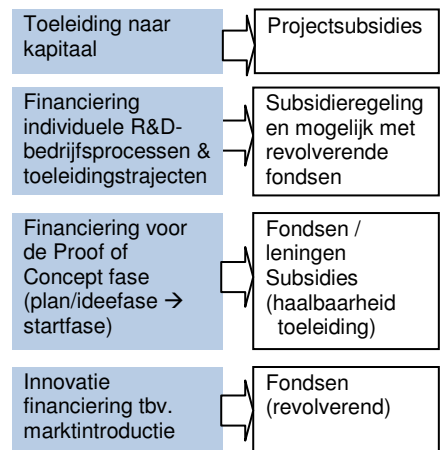 Toeleiding naar
kapitaal
Projectsubsidies
Financiering
individuele R&D-
bedrijfsprocessen &
toeleidingstrajecten
Subsidieregeling
en mogelijk met
revolverende
fondsen
Financiering voor
de Proof of
Concept fase
(plan/ideefase →
startfase)
Fondsen /
leningen
Subsidies
(haalbaarheid
toeleiding)
Innovatie
financiering tbv.
marktintroductie
Fondsen
(revolverend)